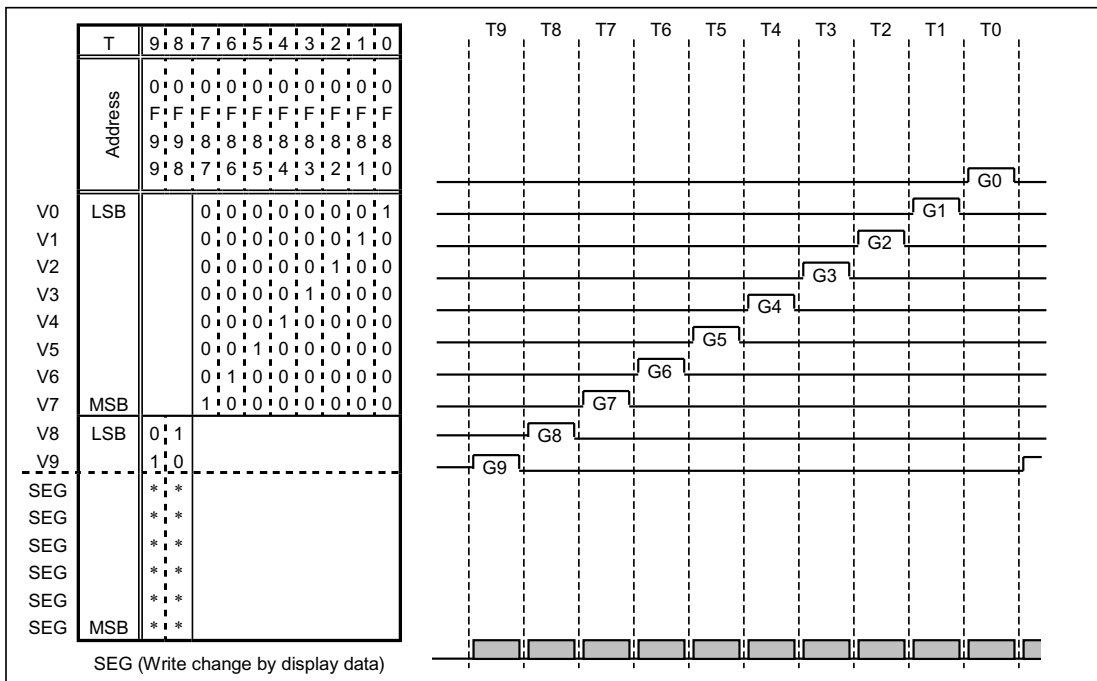 T 9 8 7 6 5 4 3 2 1 0
Address
0 0 0 0 0 0 0 0 0 0
F F F F F F F F F F
9 9 8 8 8 8 8 8 8 8
9 8 7 6 5 4 3 2 1 0
V0 LSB 0 0 0 0 0 0 0 1
V1 0 0 0 0 0 0 1 0
V2 0 0 0 0 0 1 0 0
V3 0 0 0 0 1 0 0 0
V4 0 0 0 1 0 0 0 0
V5 0 0 1 0 0 0 0 0
V6 0 1 0 0 0 0 0 0
V7 MSB 1 0 0 0 0 0 0 0
V8 LSB 0 1
V9 1 0
SEG * *
SEG * *
SEG * *
SEG * *
SEG * *
SEG MSB * *
SEG (Write change by display data)
T9 T8 T7 T6 T5 T4 T3 T2 T1 T0
G0
G1
G2
G3
G4
G5
G6
G7
G8
G9